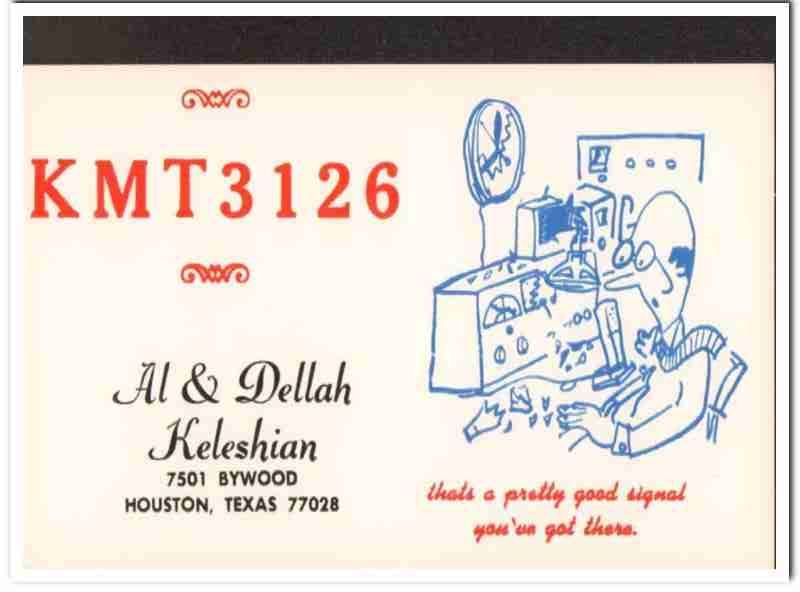 KMT3126
Al & Dellah
Keleshian
7501 BYWOOD
HOUSTON, TEXAS 77028
thats a pretty good signal
you've got there.